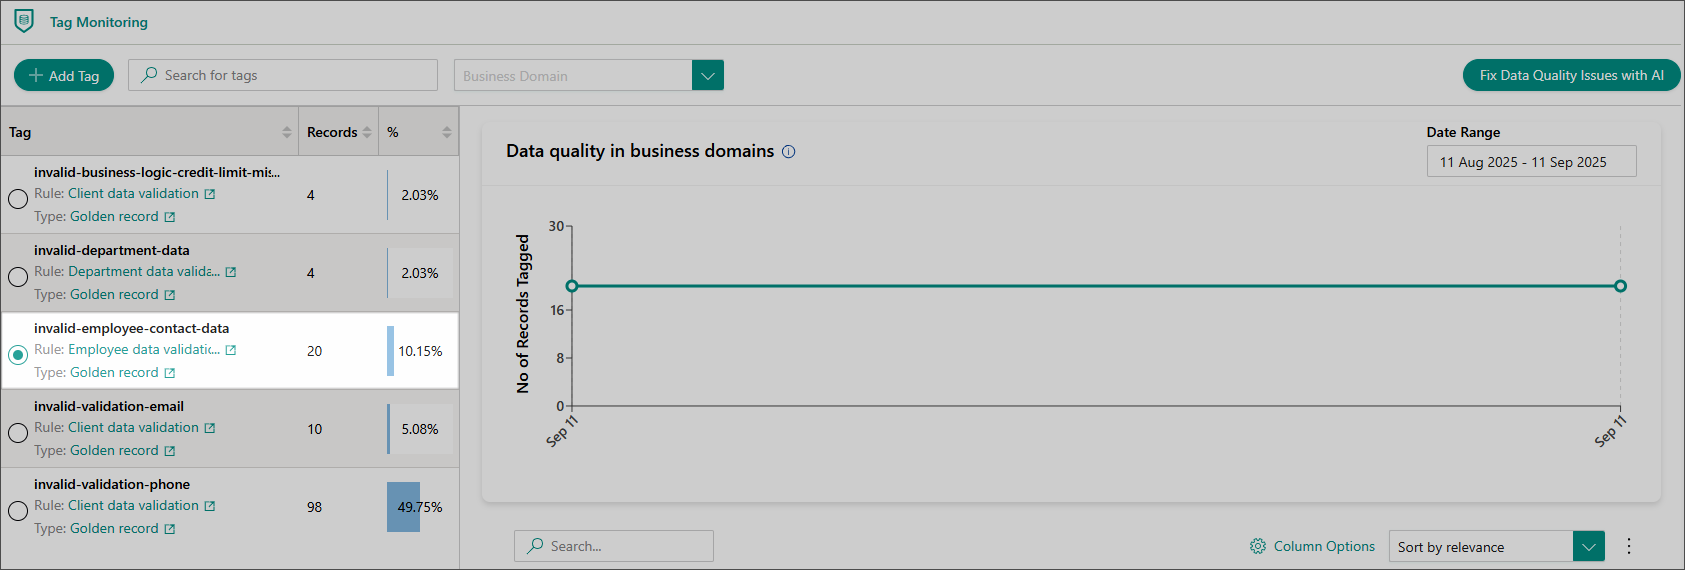 Tag Monitoring
Add Tag
Search for tags
Business Domain
Fix Data Quality Issues with AI
Tag Records %
invalid-business-logic-credit-limit-mis...
Rule: Client data validation
Type: Golden record
4 2.03%
invalid-department-data
Rule: Department data valida...
Type: Golden record
4 2.03%
invalid-employee-contact-data
Rule: Employee data validatic...
Type: Golden record
20 10.15%
invalid-validation-email
Rule: Client data validation
Type: Golden record
10 5.08%
invalid-validation-phone
Rule: Client data validation
Type: Golden record
98 49.75%
Data quality in business domains
Date Range
11 Aug 2025 - 11 Sep 2025
No of Records Tagged
30
16
8
0
Sep 11
Sep 11
Search...
Column Options
Sort by relevance